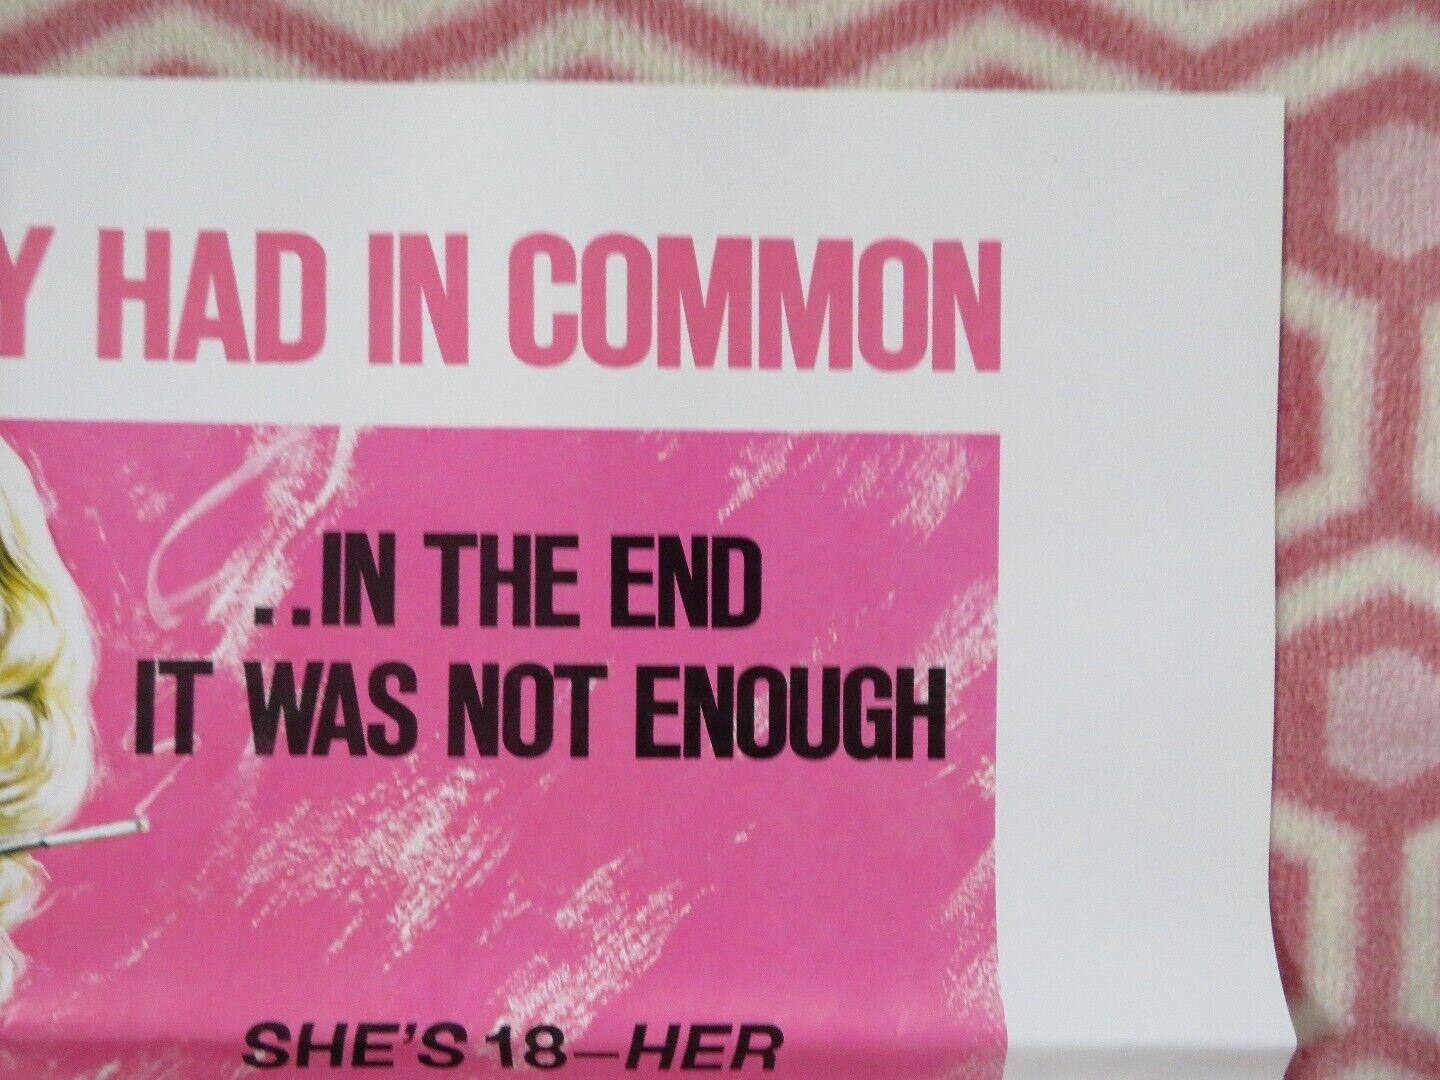 Y HAD IN COMMON
..IN THE END
IT WAS NOT ENOUGH
SHE'S 18–HER